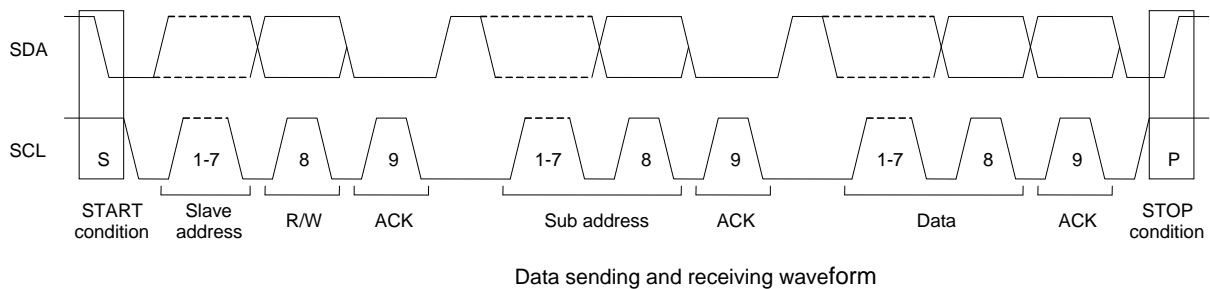 SDA
SCL
S 1-7 8 9 1-7 8 9 1-7 8 9 P
START condition
Slave address
R/W
ACK
Sub address
ACK
Data
ACK
STOP condition
Data sending and receiving waveform